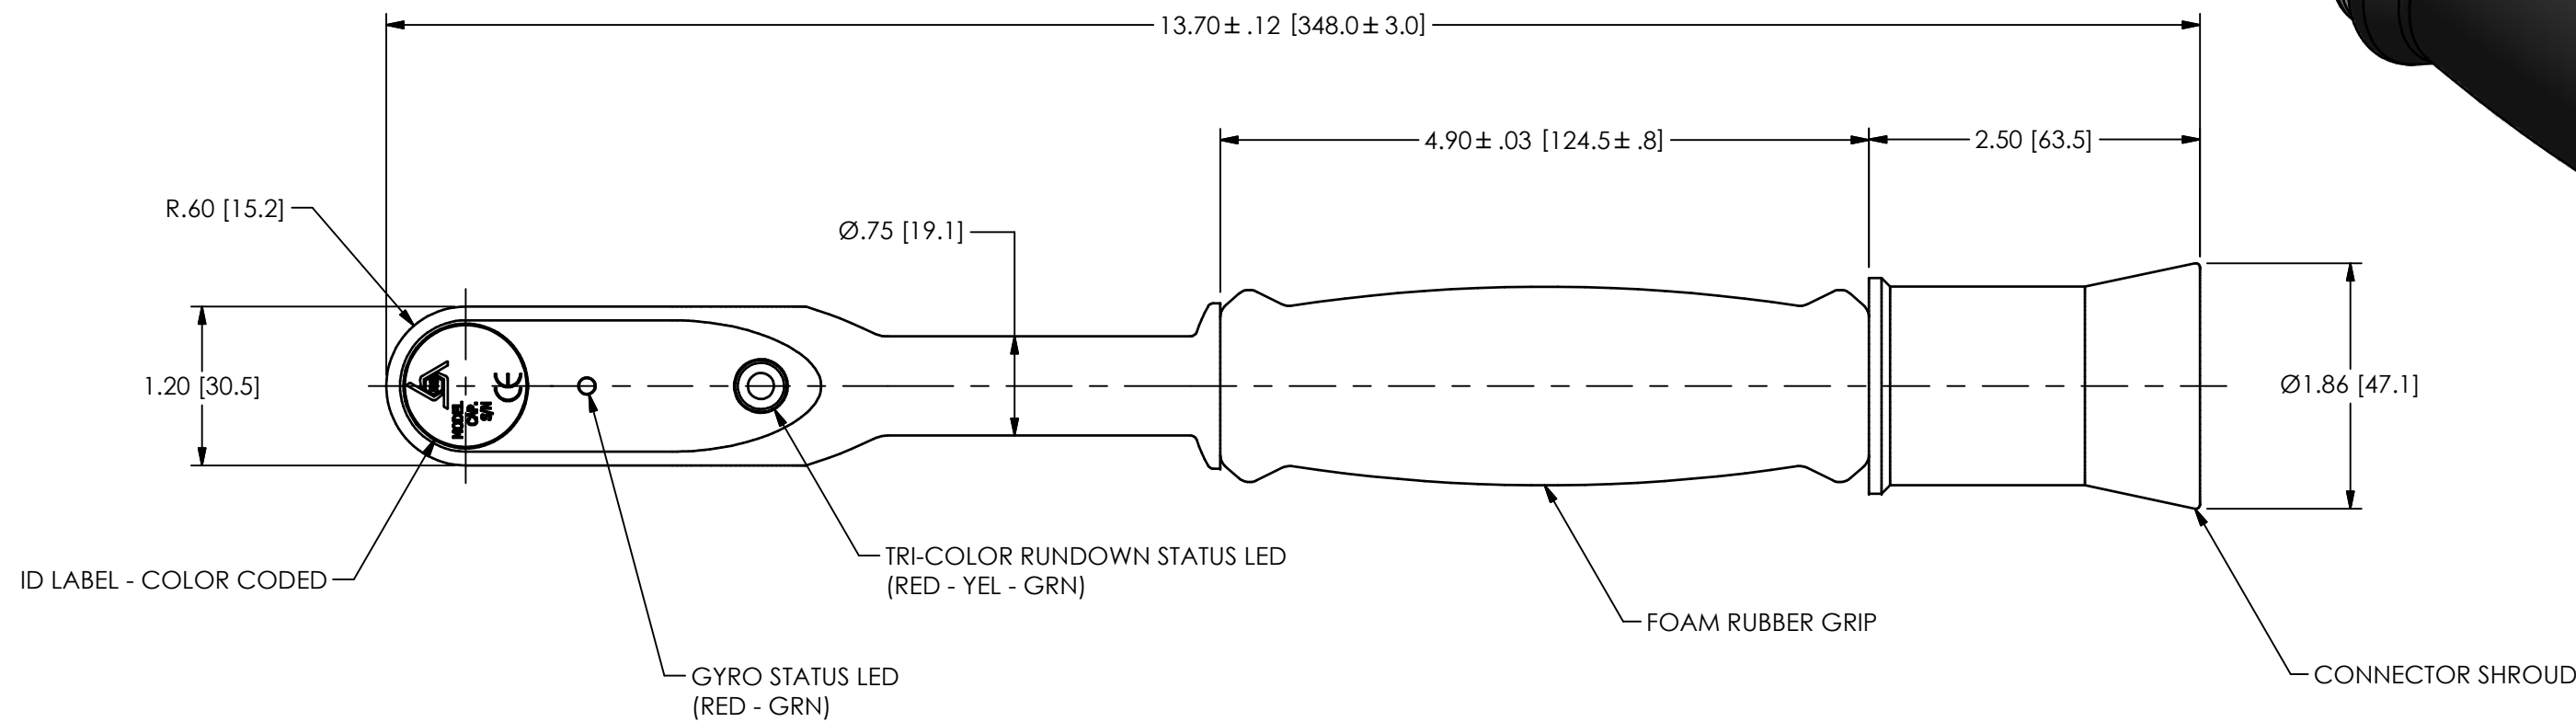 13.70± .12 [348.0± 3.0]
4.90± .03 [124.5± .8]
2.50 [63.5]
R.60 [15.2]
Ø.75 [19.1]
1.20 [30.5]
Ø1.86 [47.1]
MODEL
CAP.
S/N
CE
TRI-COLOR RUNDOWN STATUS LED
(RED - YEL - GRN)
ID LABEL - COLOR CODED
FOAM RUBBER GRIP
GYRO STATUS LED
(RED - GRN)
CONNECTOR SHROUD